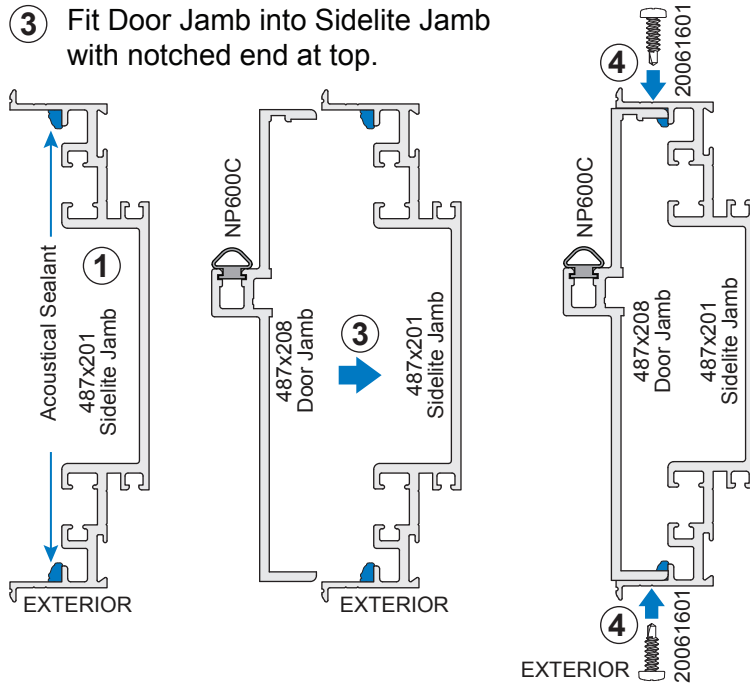 3 Fit Door Jamb into Sidelite Jamb
with notched end at top.
Acoustical Sealant
1
487x201
Sidelite Jamb
EXTERIOR
NP600C
487x208
Door Jamb
3
487x201
Sidelite Jamb
EXTERIOR
4
20061601
NP600C
487x208
Door Jamb
487x201
Sidelite Jamb
4
20061601
EXTERIOR